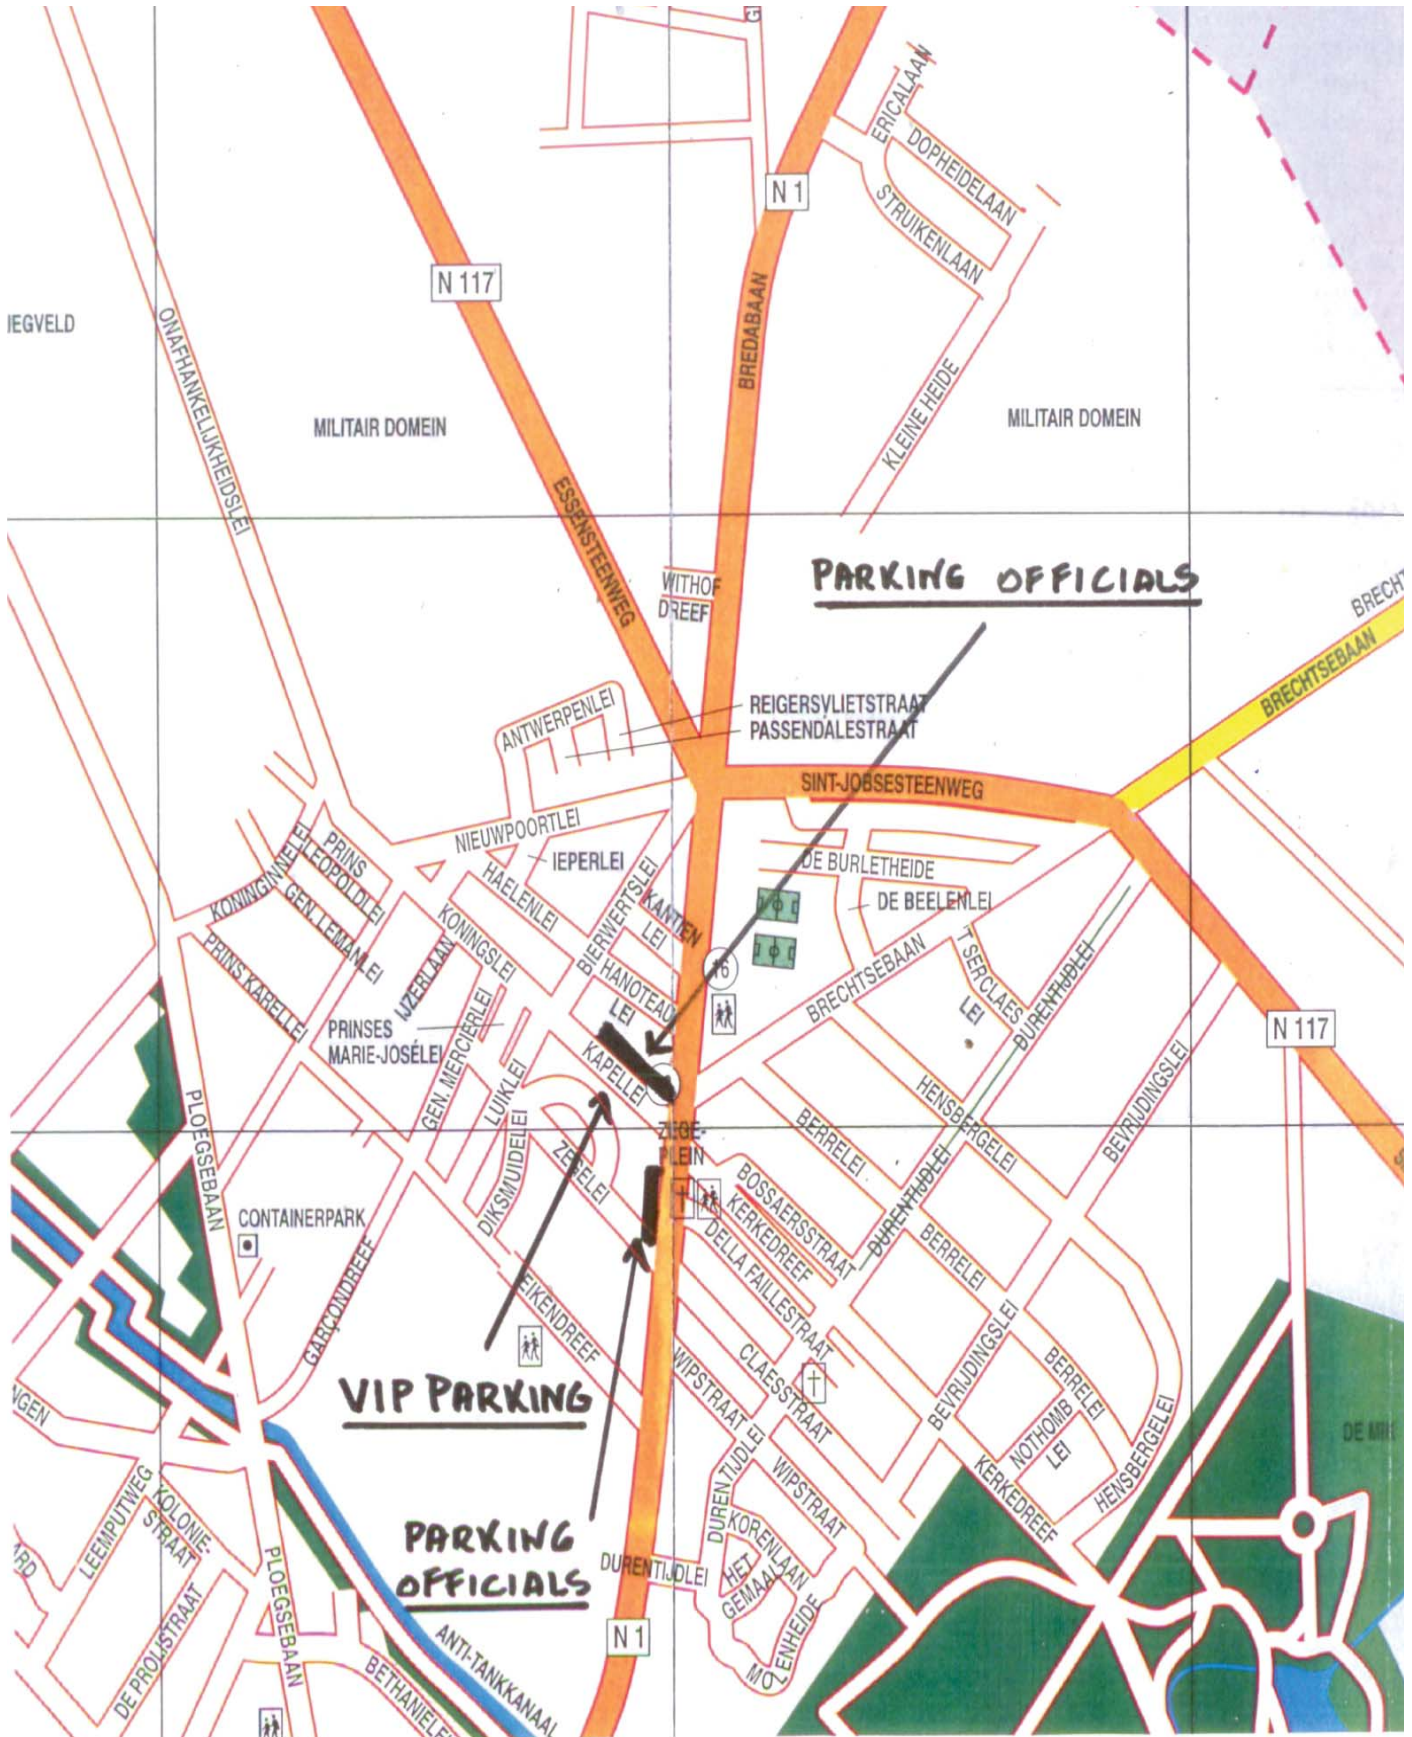 N 1
ERICALAAN
DOPHEIDELAAN
STRUIKENLAAN
N 117
BREDABAAN
IEGVELD
ONAFHANKELIJKHEIDSLEI
KLEINE HEIDE
MILITAIR DOMEIN
MILITAIR DOMEIN
ESSENSTEENWEG
WITHOF
DREEF
PARKING OFFICIALS
BRECHT
BRECHTSEBAAN
ANTWERPENLEI
REIGERSVLIETSTRAAT
PASSENDALESTRAAT
SINT-JOBSESTEENWEG
NIEUWPOORTLEI
IEPERLEI
HAELENLEI
BIERWERTSLEI
KANTIEN
LEI
HANOTEAU
LEI
DE BURLETHEIDE
DE BEELENLEI
KONINGINNELEI
PRINS
LEOPOLDLEI
GEN. LEMANLEI
PRINS KARELLEI
KONINGSLEI
IJZERLAAN
BRECHTSEBAAN
'T SERCLAES
LEI
DURENTIJDLEI
16
N 117
PRINSES
MARIE-JOSÉLEI
GEN. MERCIERLEI
LUIKLEI
KAPELLEI
HENSBERGELEI
BEVRIJDINGSLEI
PLOEGSEBAAN
DIKSMUIDELEI
ZEGELEI
ZIEGE-
PLEIN
BERRELEI
BOSSAERSSTRAAT
KERKEDREEF
DELLA FAILLESTRAAT
DURENTIJDLEI
BERRELEI
CONTAINERPARK
GARÇONDREEF
EIKENDREEF
WIPSTRAAT
CLAESSTRAAT
BEVRIJDINGSLEI
BERRELEI
NOTHOMB
LEI
HENSBERGELEI
VIP PARKING
NGEN
DE MIK
DURENTIJDLEI
WIPSTRAAT
KERKEDREEF
LEEMPUTWEG
KOLONIE-
STRAAT
PARKING
OFFICIALS
KORENLAAN
HET
GEMAAL
DURENTIJDLEI
MOLENHEIDE
ARD
DE PROLISTRAAT
PLOEGSEBAAN
N 1
ANTI-TANKKANAAL
BETHANIELEI